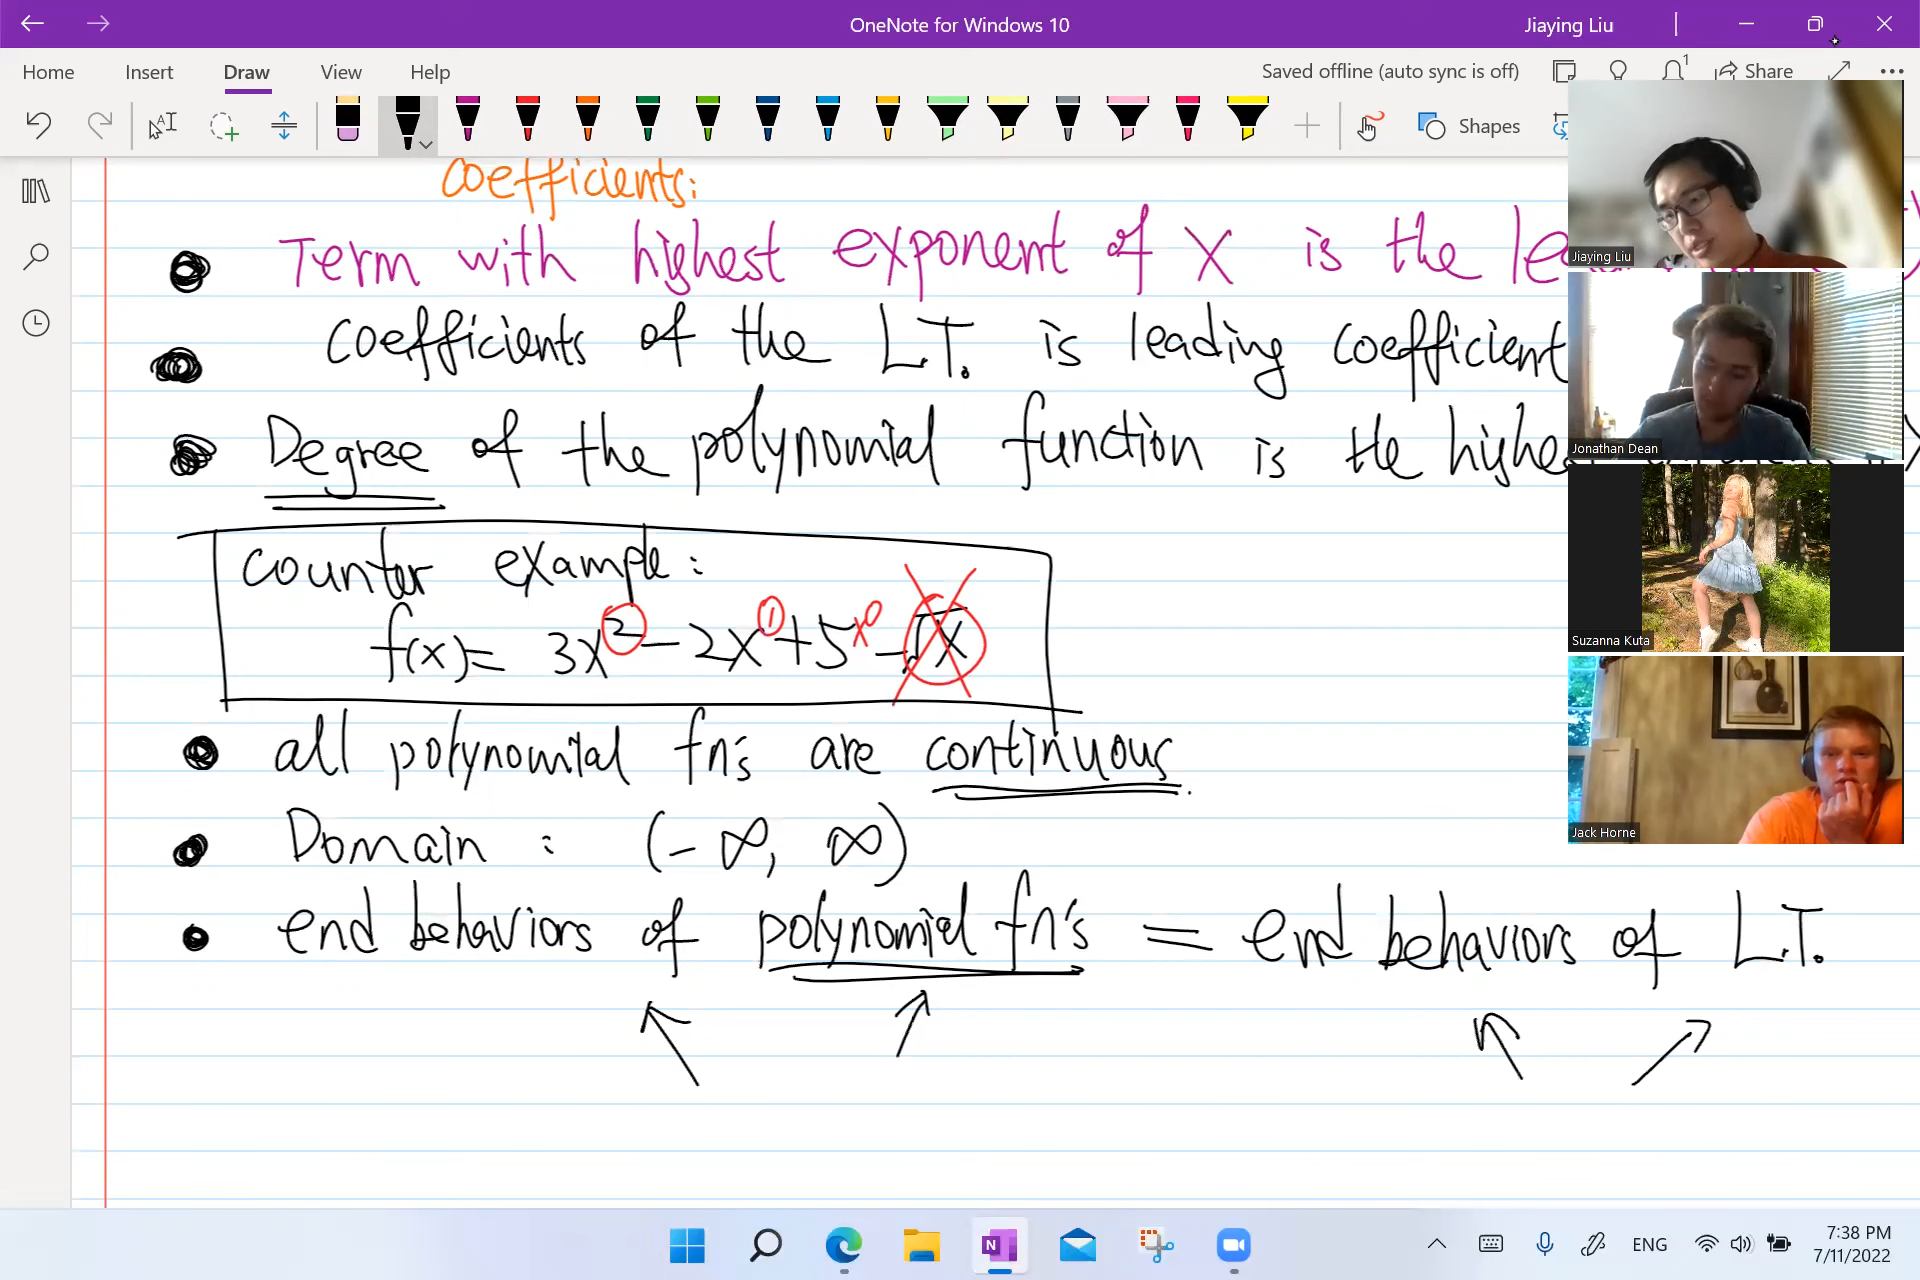 OneNote for Windows 10
Jiaying Liu
Home Insert Draw View Help
Saved offline (auto sync is off)
1
Share
Shapes
coefficients:
Term with highest exponent of X is the
coefficients of the L.T. is leading coefficient
Degree of the polynomial function is the
counter example:
f(x)= 3x² - 2x¹ + 5x⁰ - √x
all polynomial fn's are continuous.
Domain : (-∞, ∞)
end behaviors of polynomial fn's = end behaviors of L.T.
Jiaying Liu
Jonathan Dean
Suzanna Kuta
Jack Horne
ENG
7:38 PM
7/11/2022